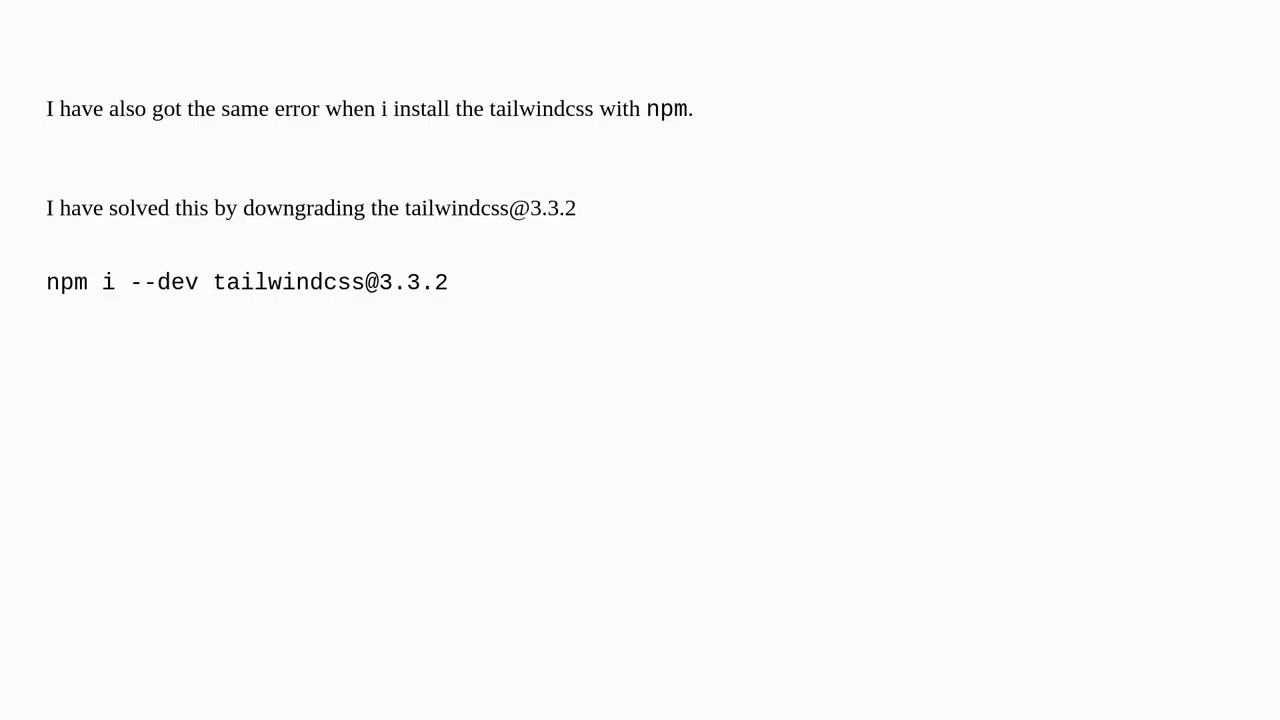 I have also got the same error when i install the tailwindcss with npm.
I have solved this by downgrading the tailwindcss@3.3.2
npm i --dev tailwindcss@3.3.2